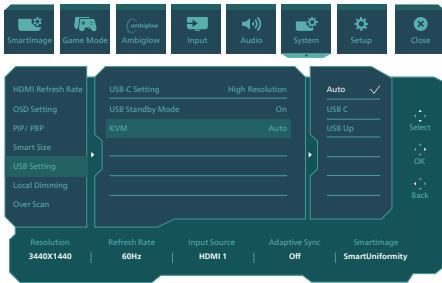 SmartImage Game Mode Ambiglow Input Audio System Setup Close
ambiglow
HDMI Refresh Rate
OSD Setting
PIP/ PBP
Smart Size
USB Setting
Local Dimming
Over Scan
USB-C Setting High Resolution
USB Standby Mode On
KVM Auto
Auto
USB C
USB Up
Select
OK
Back
Resolution Refresh Rate Input Source Adaptive Sync SmartImage
3440X1440 | 60Hz | HDMI 1 | Off | SmartUniformity